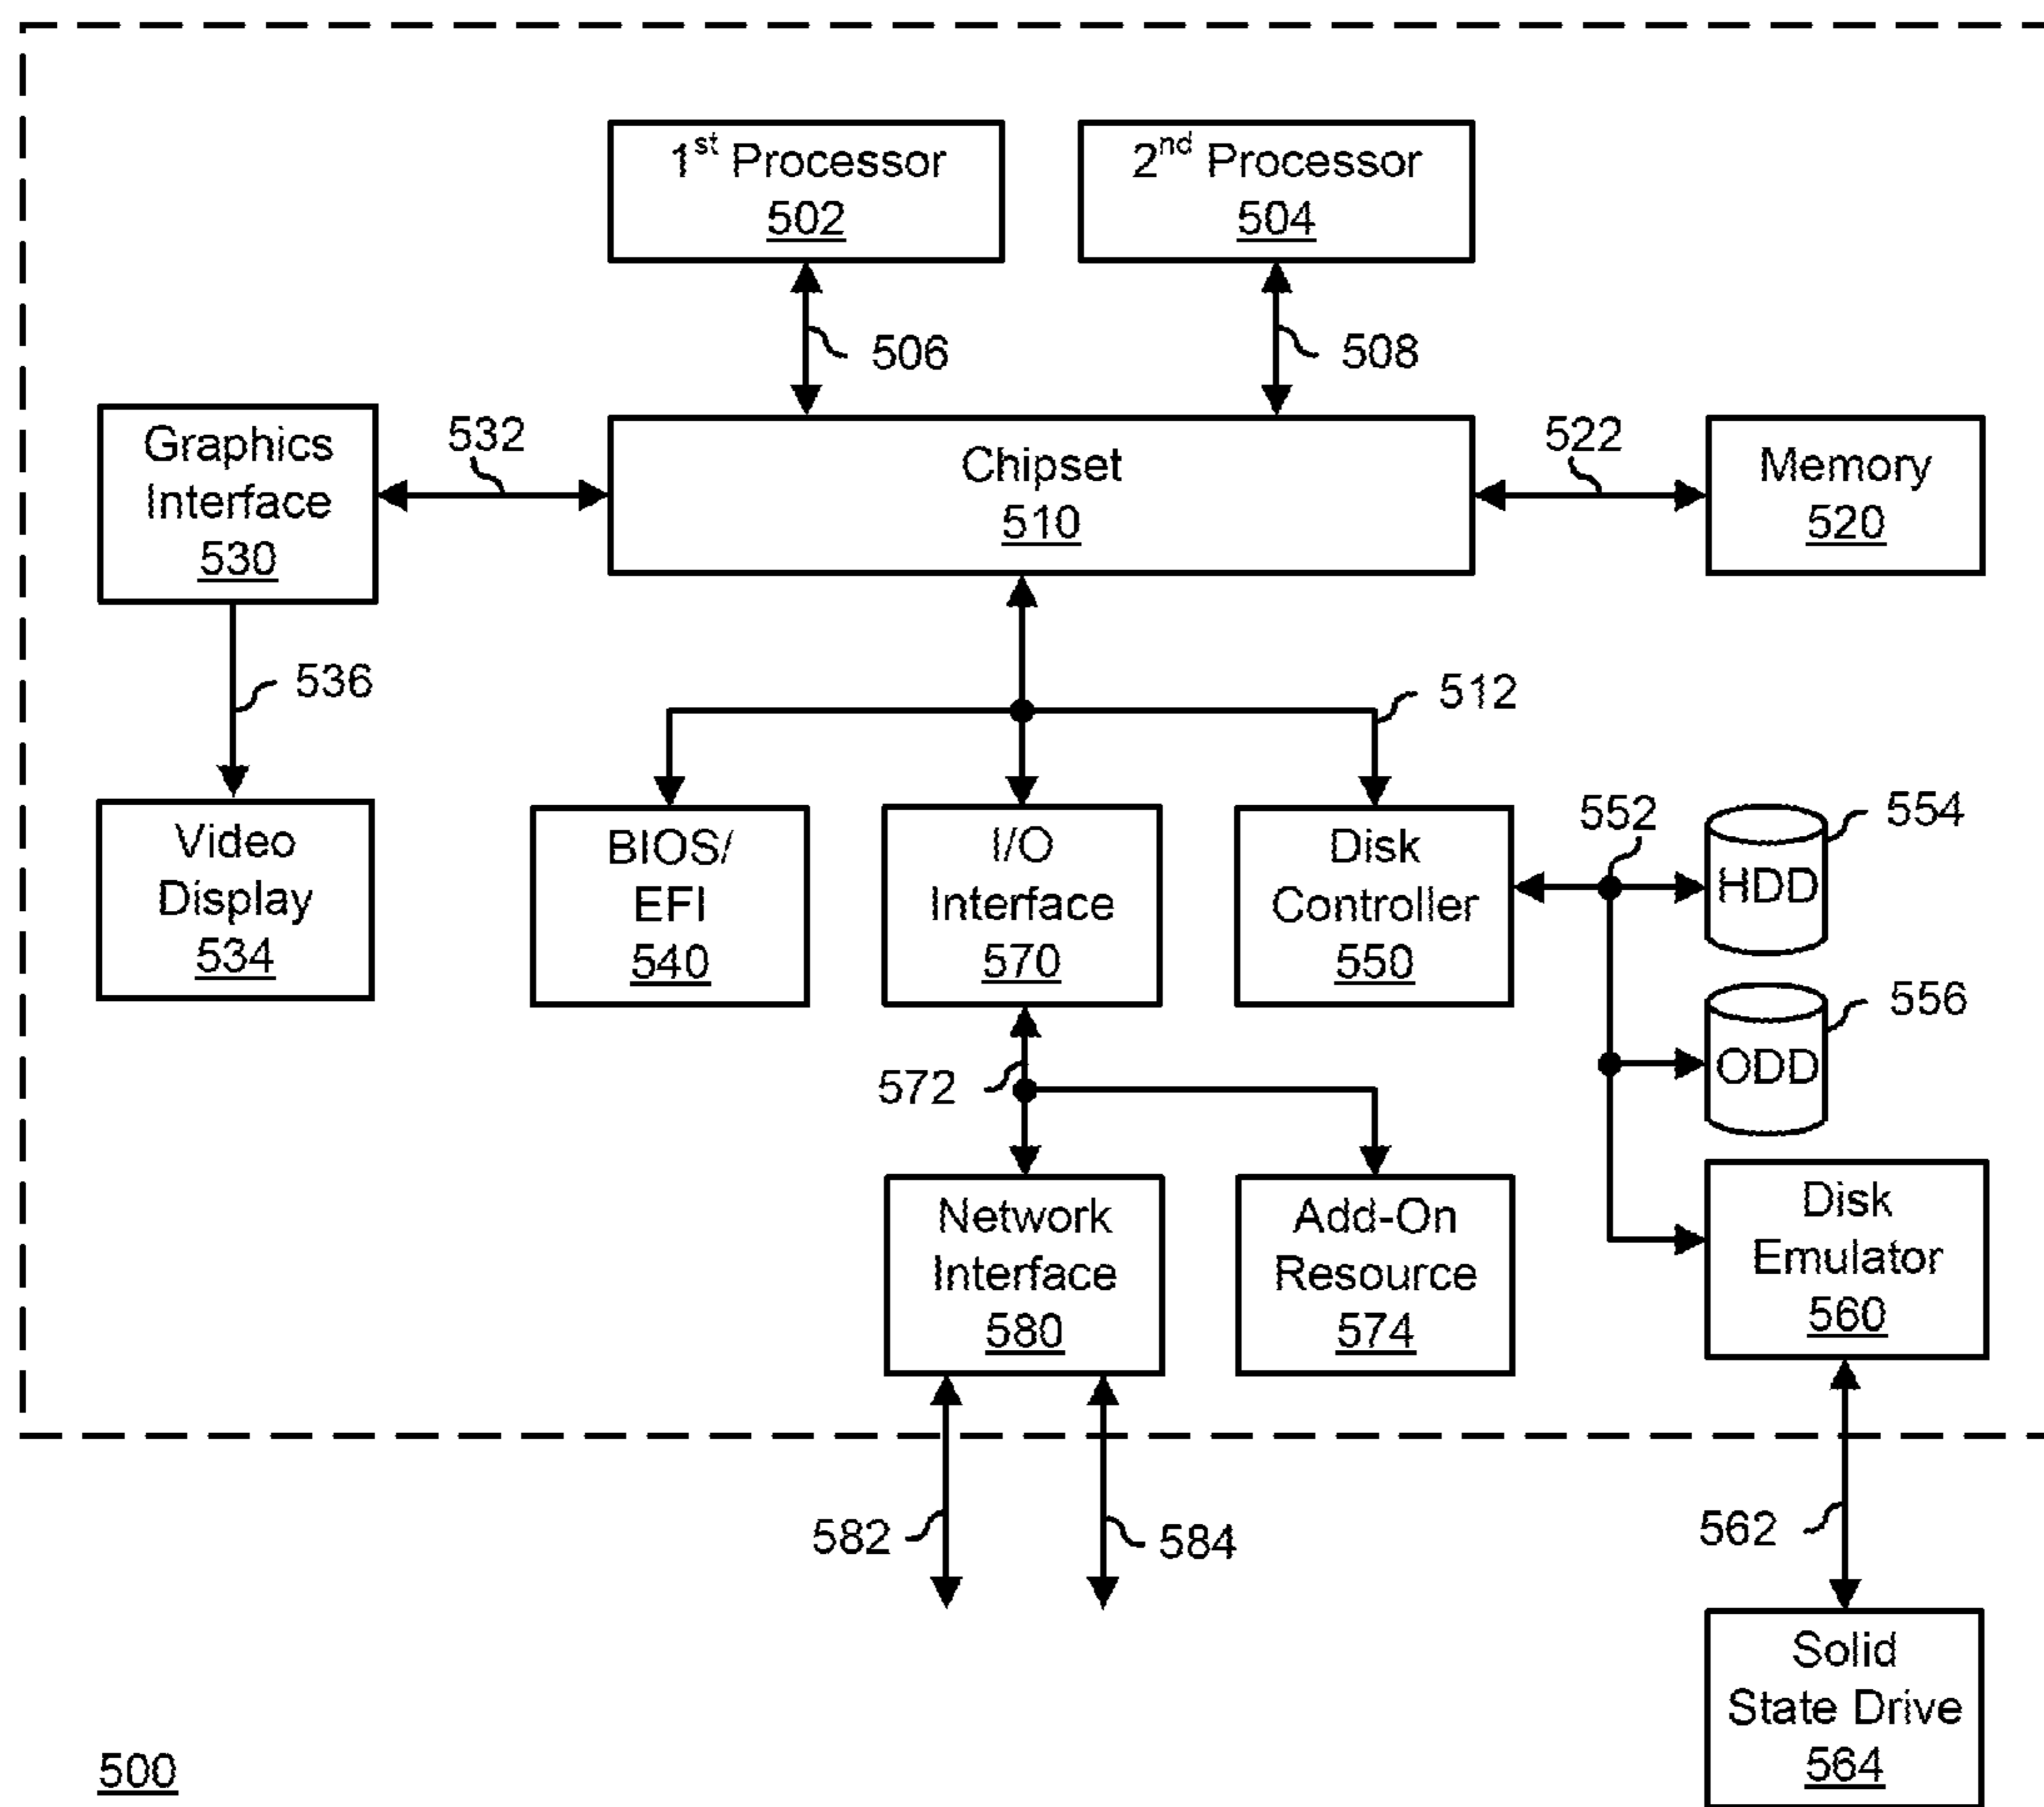 1st Processor
502
2nd Processor
504
506
508
Graphics
Interface
530
532
Chipset
510
522
Memory
520
536
512
Video
Display
534
BIOS/
EFI
540
I/O
Interface
570
Disk
Controller
550
552
HDD
554
ODD
556
572
Network
Interface
580
Add-On
Resource
574
Disk
Emulator
560
582
584
562
Solid
State Drive
564
500